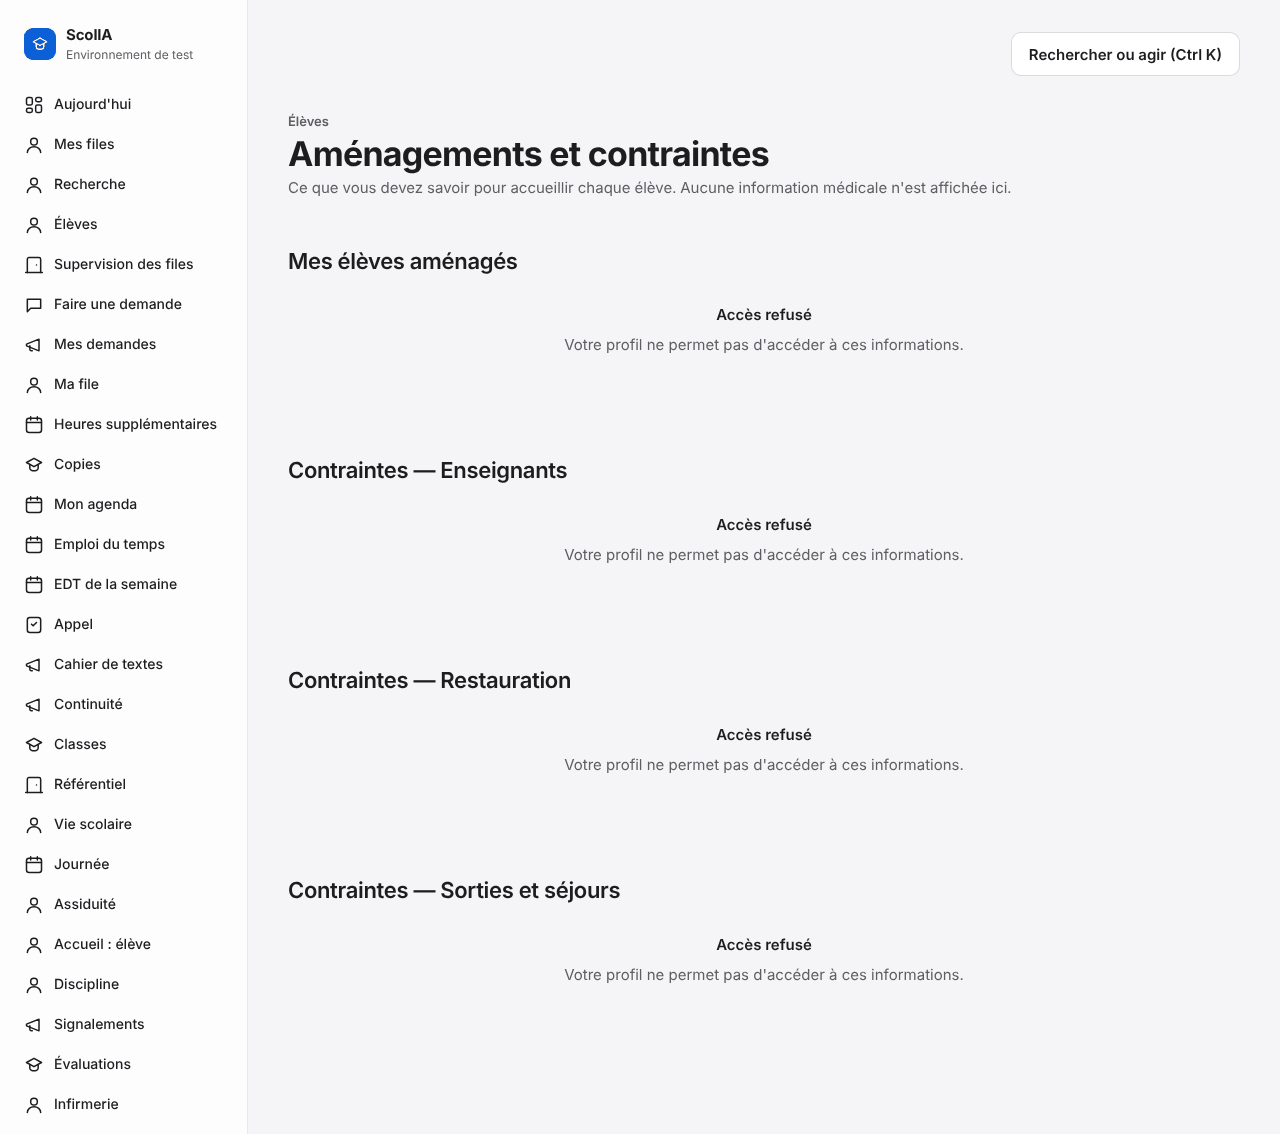 ScolIA
Environnement de test
Rechercher ou agir (Ctrl K)
Aujourd'hui
Mes files
Recherche
Élèves
Supervision des files
Faire une demande
Mes demandes
Ma file
Heures supplémentaires
Copies
Mon agenda
Emploi du temps
EDT de la semaine
Appel
Cahier de textes
Continuité
Classes
Référentiel
Vie scolaire
Journée
Assiduité
Accueil : élève
Discipline
Signalements
Évaluations
Infirmerie
Élèves
Aménagements et contraintes
Ce que vous devez savoir pour accueillir chaque élève. Aucune information médicale n'est affichée ici.
Mes élèves aménagés
Accès refusé
Votre profil ne permet pas d'accéder à ces informations.
Contraintes — Enseignants
Accès refusé
Votre profil ne permet pas d'accéder à ces informations.
Contraintes — Restauration
Accès refusé
Votre profil ne permet pas d'accéder à ces informations.
Contraintes — Sorties et séjours
Accès refusé
Votre profil ne permet pas d'accéder à ces informations.